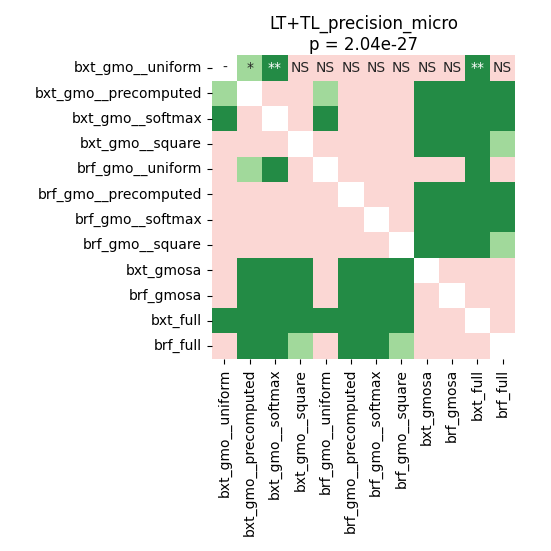 LT+TL_precision_micro
p = 2.04e-27
bxt_gmo__uniform - * ** NS NS NS NS NS NS NS ** NS
bxt_gmo__precomputed
bxt_gmo__softmax
bxt_gmo__square
brf_gmo__uniform
brf_gmo__precomputed
brf_gmo__softmax
brf_gmo__square
bxt_gmosa
brf_gmosa
bxt_full
brf_full
bxt_gmo__uniform
bxt_gmo__precomputed
bxt_gmo__softmax
bxt_gmo__square
brf_gmo__uniform
brf_gmo__precomputed
brf_gmo__softmax
brf_gmo__square
bxt_gmosa
brf_gmosa
bxt_full
brf_full